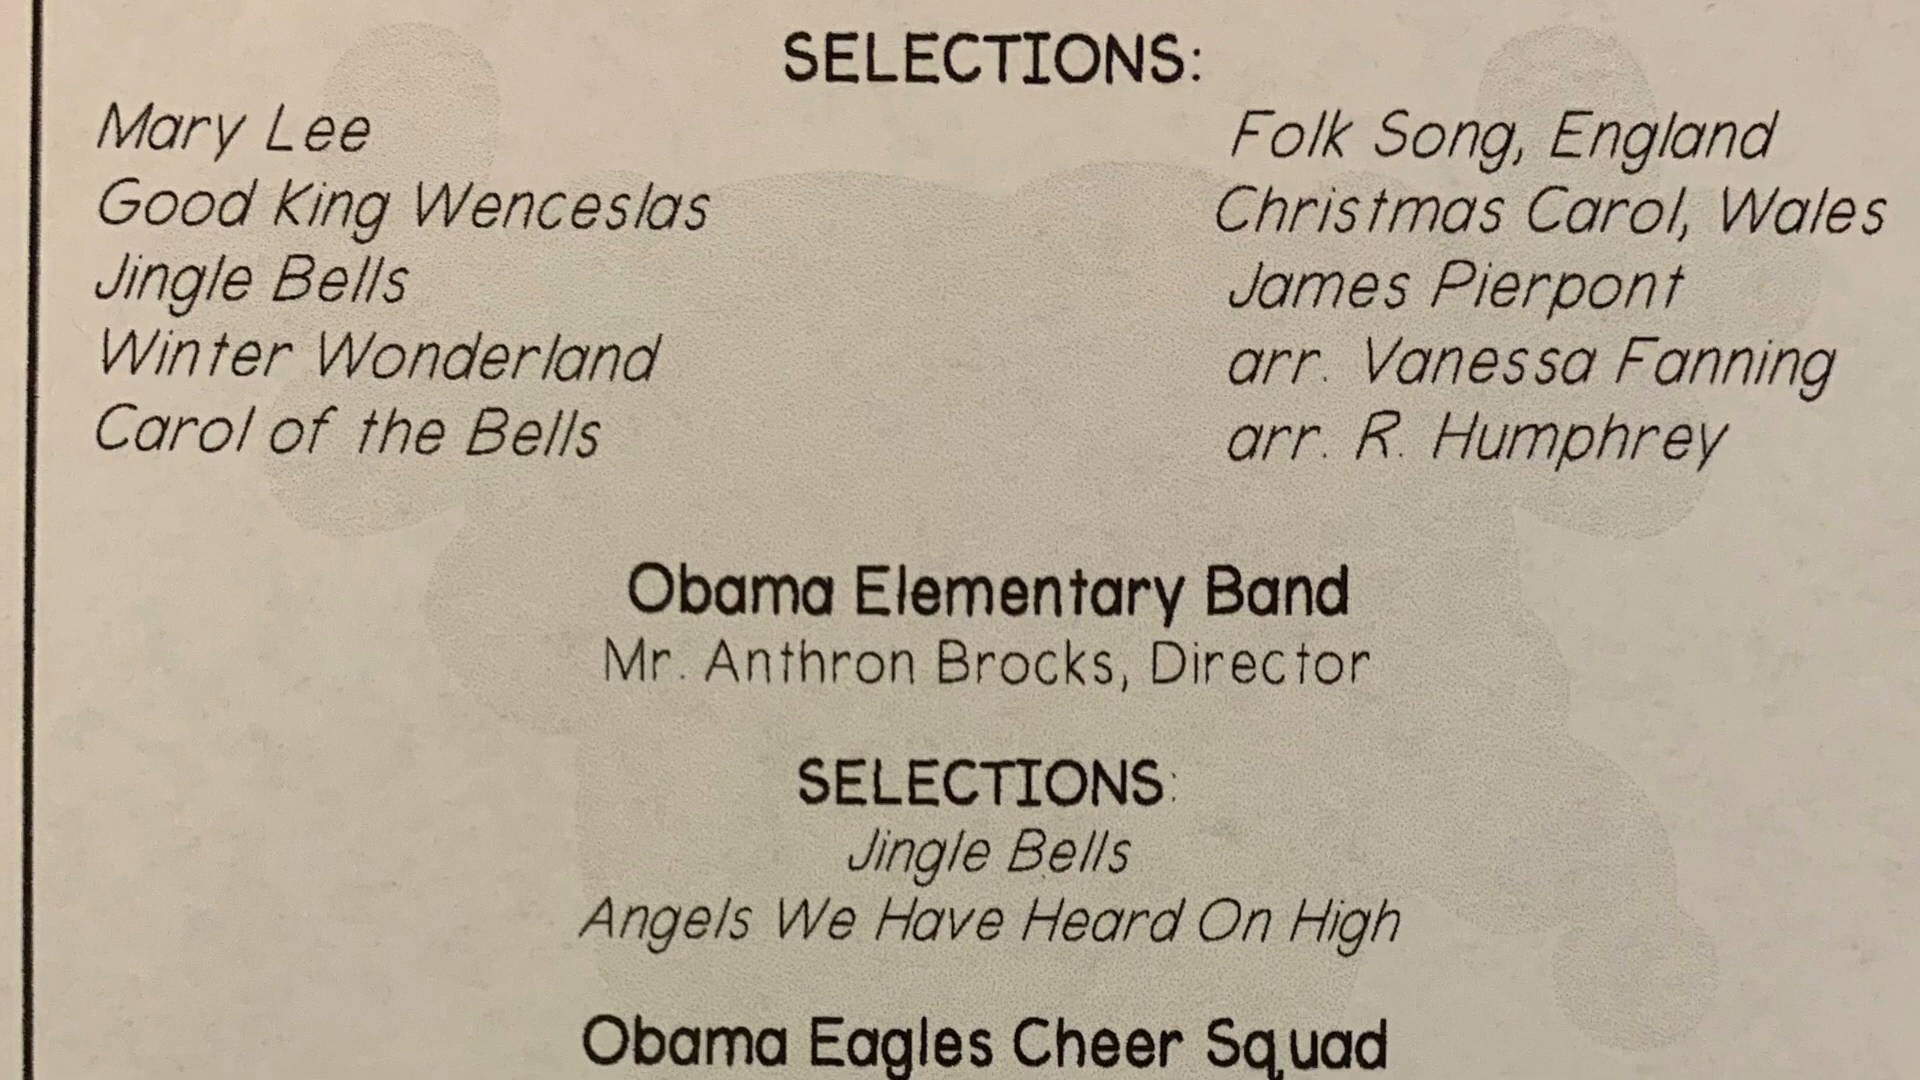 SELECTIONS:
Mary Lee Folk Song, England
Good King Wenceslas Christmas Carol, Wales
Jingle Bells James Pierpont
Winter Wonderland arr. Vanessa Fanning
Carol of the Bells arr. R. Humphrey
Obama Elementary Band
Mr. Anthron Brocks, Director
SELECTIONS:
Jingle Bells
Angels We Have Heard On High
Obama Eagles Cheer Squad